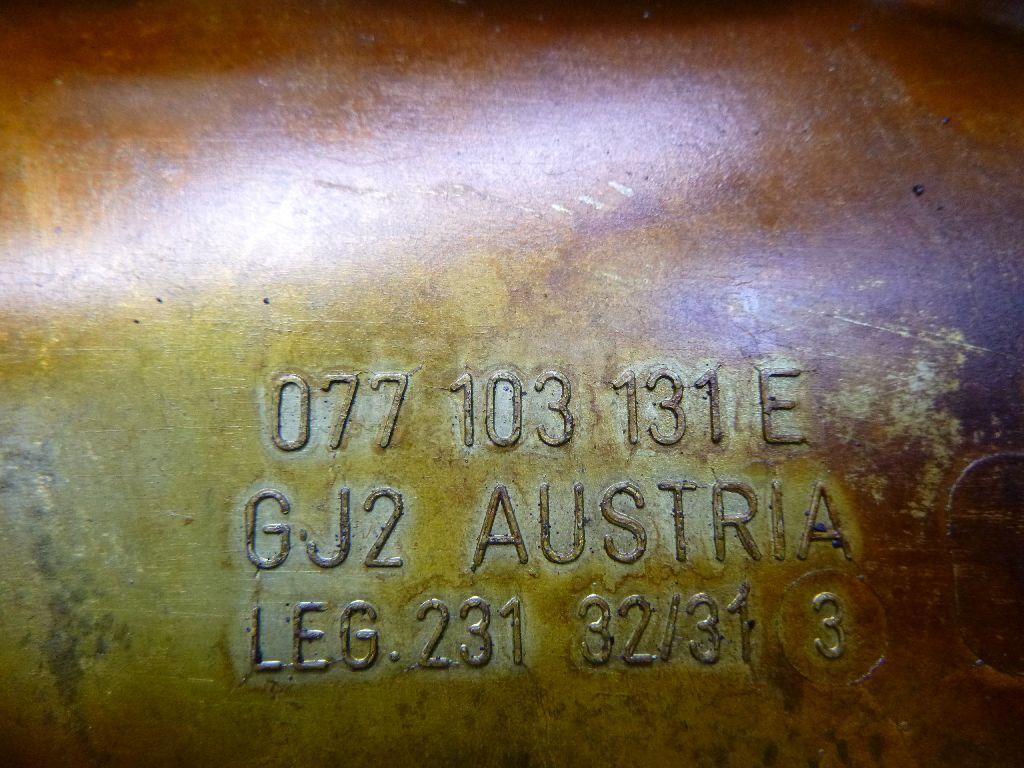 077 103 131 E
GJ2 AUSTRIA
LEG.231 32/31 3